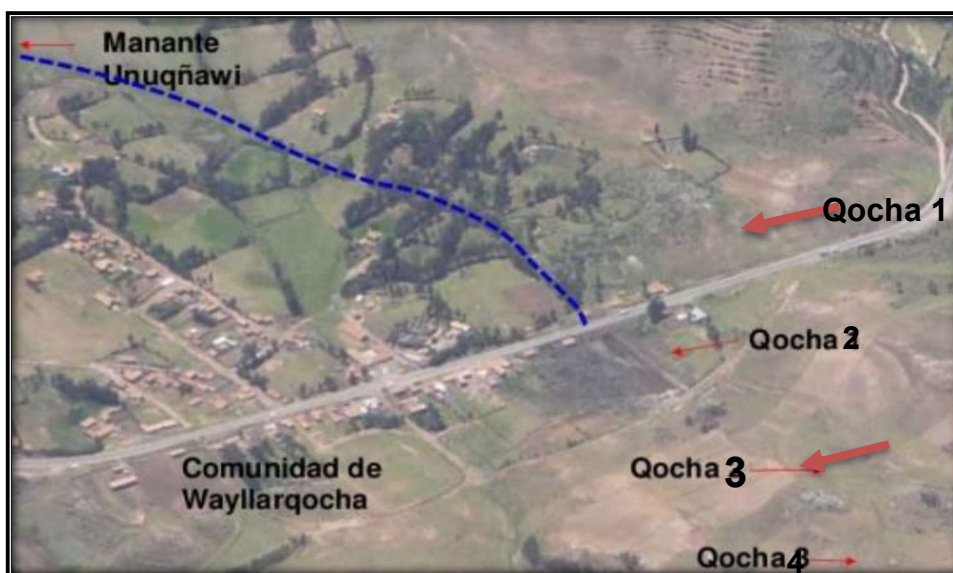 Manante
Unuqñawi
Qocha 1
Qocha 2
Qocha 3
Comunidad de
Wayllarqocha
Qocha 4